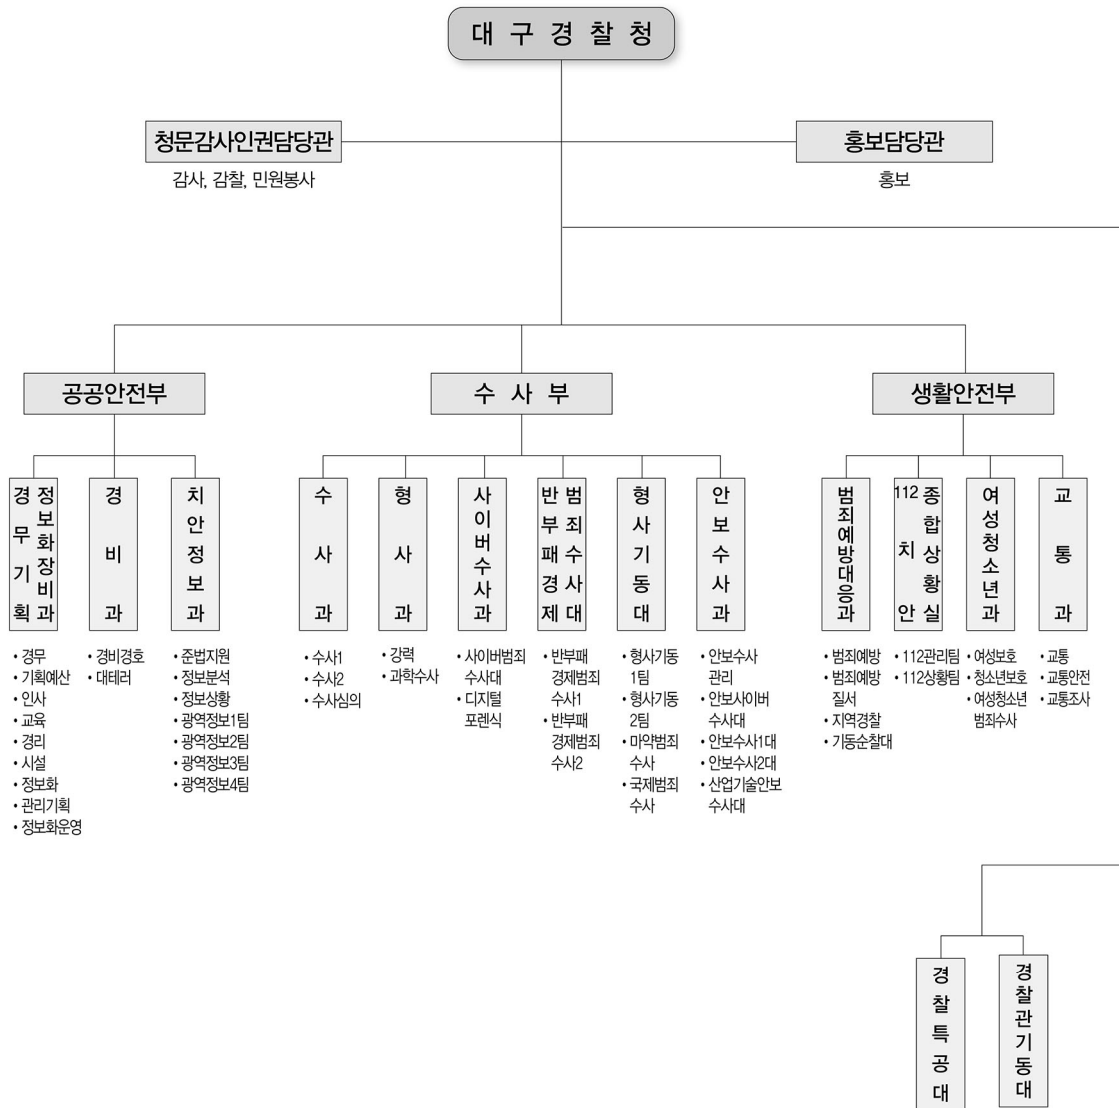 대 구 경 찰 청
청문감사인권담당관
감사, 감찰, 민원봉사
홍보담당관
홍보
공공안전부
수 사 부
생활안전부
경무기획
정보화장비과
• 경무
• 기획예산
• 인사
• 교육
• 경리
• 시설
• 정보화
• 관리기획
• 정보화운영
경비과
• 경비경호
• 대테러
치안정보과
• 준법지원
• 정보분석
• 정보상황
• 광역정보1팀
• 광역정보2팀
• 광역정보3팀
• 광역정보4팀
수사과
• 수사1
• 수사2
• 수사심의
형사과
• 강력
• 과학수사
사이버수사과
• 사이버범죄
수사대
• 디지털
포렌식
반부패경제
범죄수사대
• 반부패
경제범죄
수사1
• 반부패
경제범죄
수사2
형사기동대
• 형사기동
1팀
• 형사기동
2팀
• 마약범죄
수사
• 국제범죄
수사
안보수사과
• 안보수사
관리
• 안보사이버
수사대
• 안보수사1대
• 안보수사2대
• 산업기술안보
수사대
범죄예방대응과
• 범죄예방
• 범죄예방
질서
• 지역경찰
• 기동순찰대
112치안
종합상황실
• 112관리팀
• 112상황팀
여성청소년과
• 여성보호
• 청소년보호
• 여성청소년
범죄수사
교통과
• 교통
• 교통안전
• 교통조사
경찰특공대
경찰관기동대